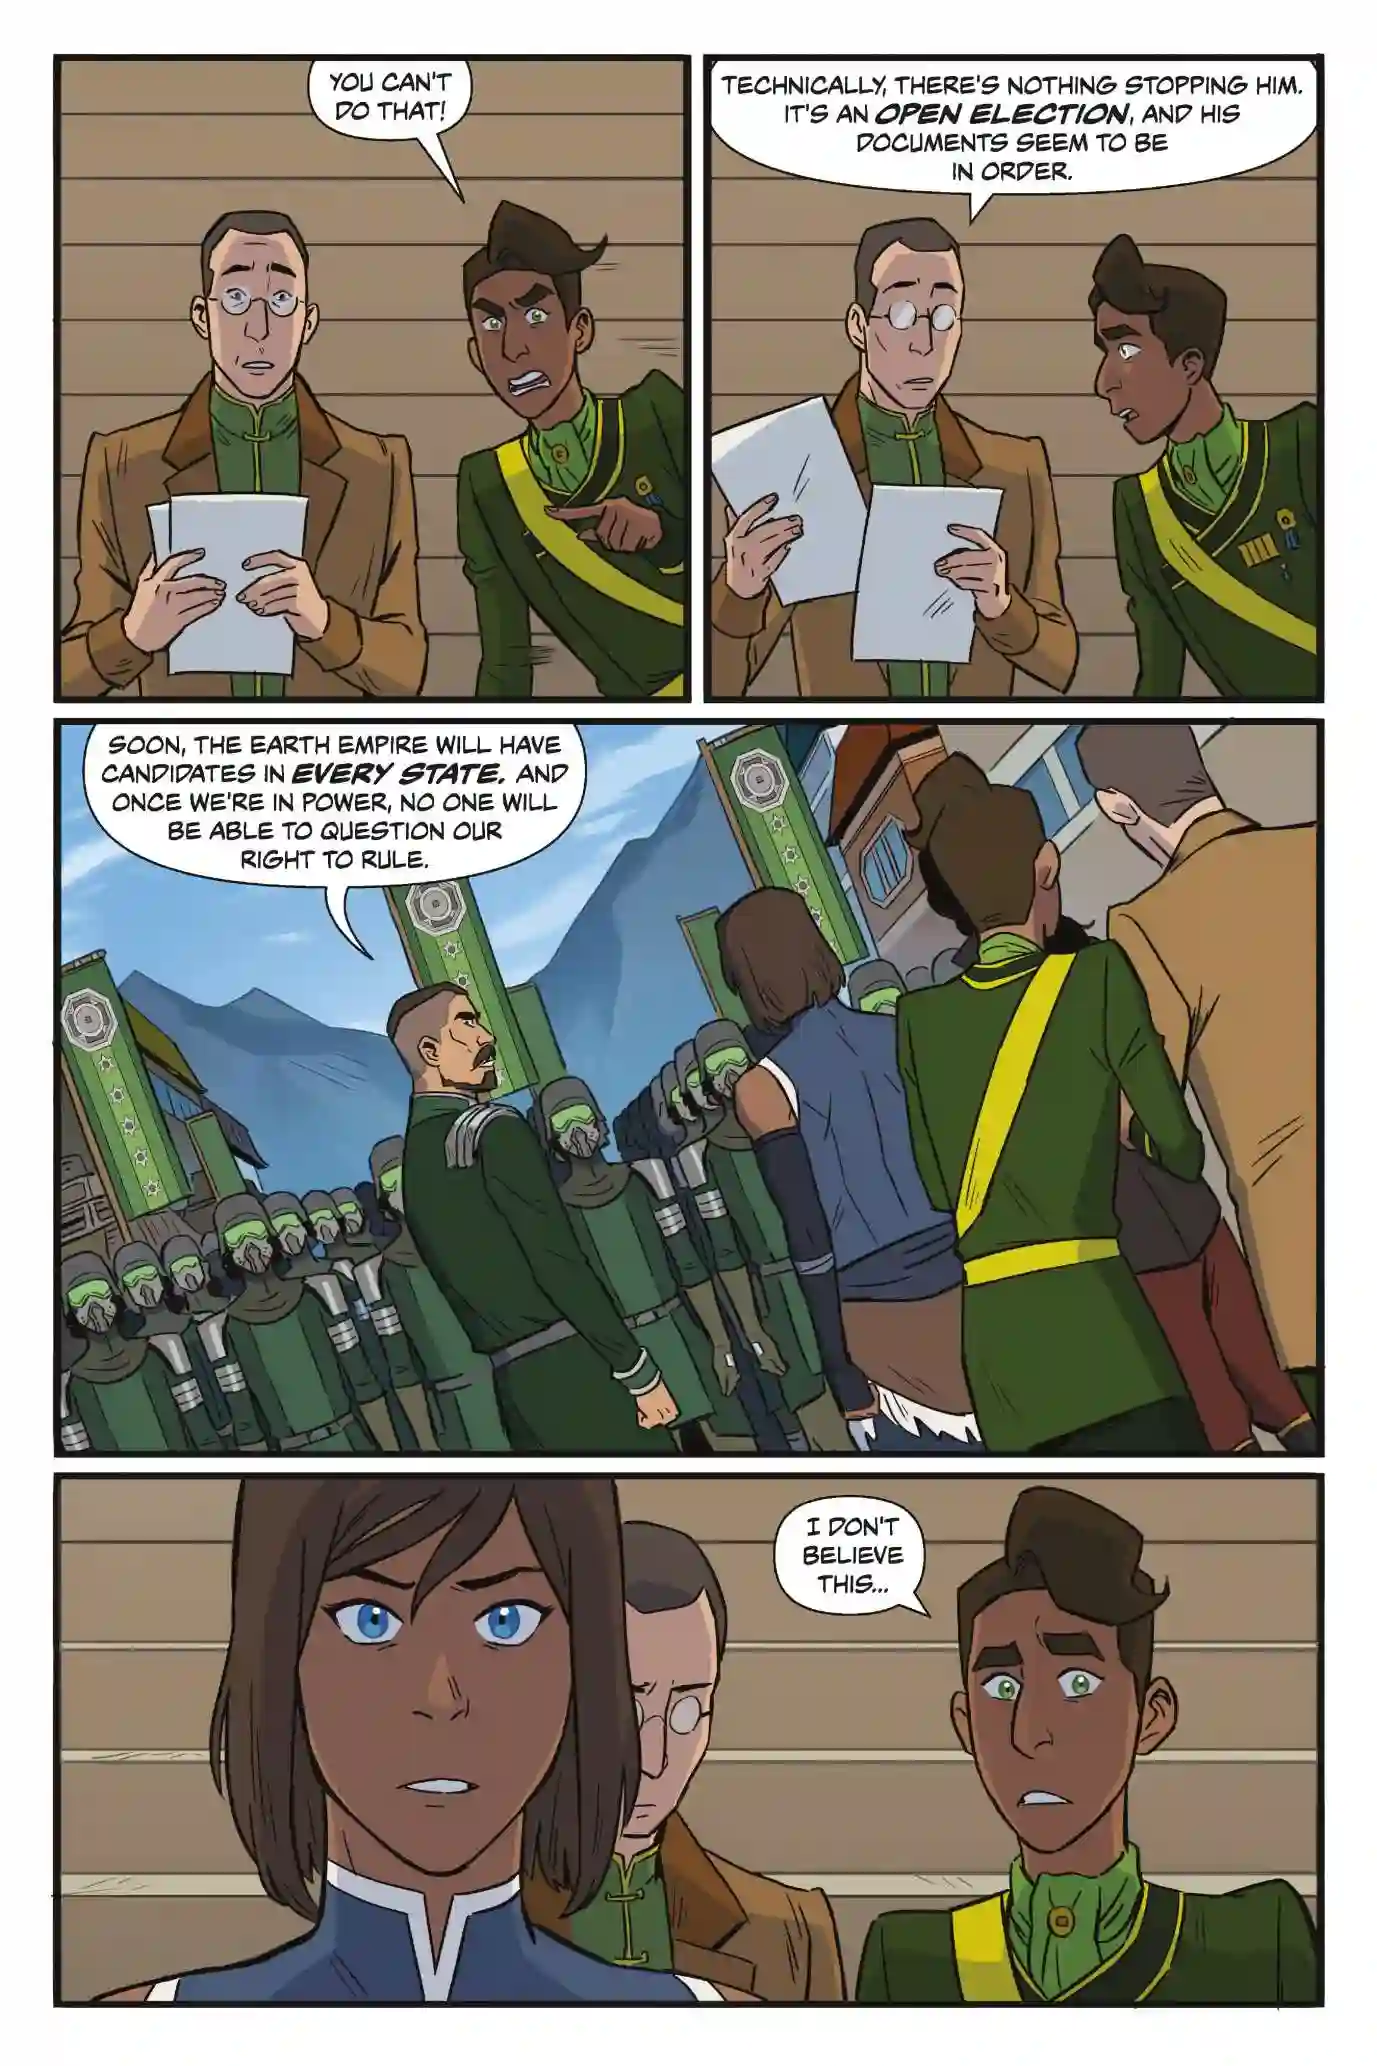 YOU CAN'T
DO THAT!
TECHNICALLY, THERE'S NOTHING STOPPING HIM.
IT'S AN OPEN ELECTION, AND HIS
DOCUMENTS SEEM TO BE
IN ORDER.
SOON, THE EARTH EMPIRE WILL HAVE
CANDIDATES IN EVERY STATE. AND
ONCE WE'RE IN POWER, NO ONE WILL
BE ABLE TO QUESTION OUR
RIGHT TO RULE.
I DON'T
BELIEVE
THIS...